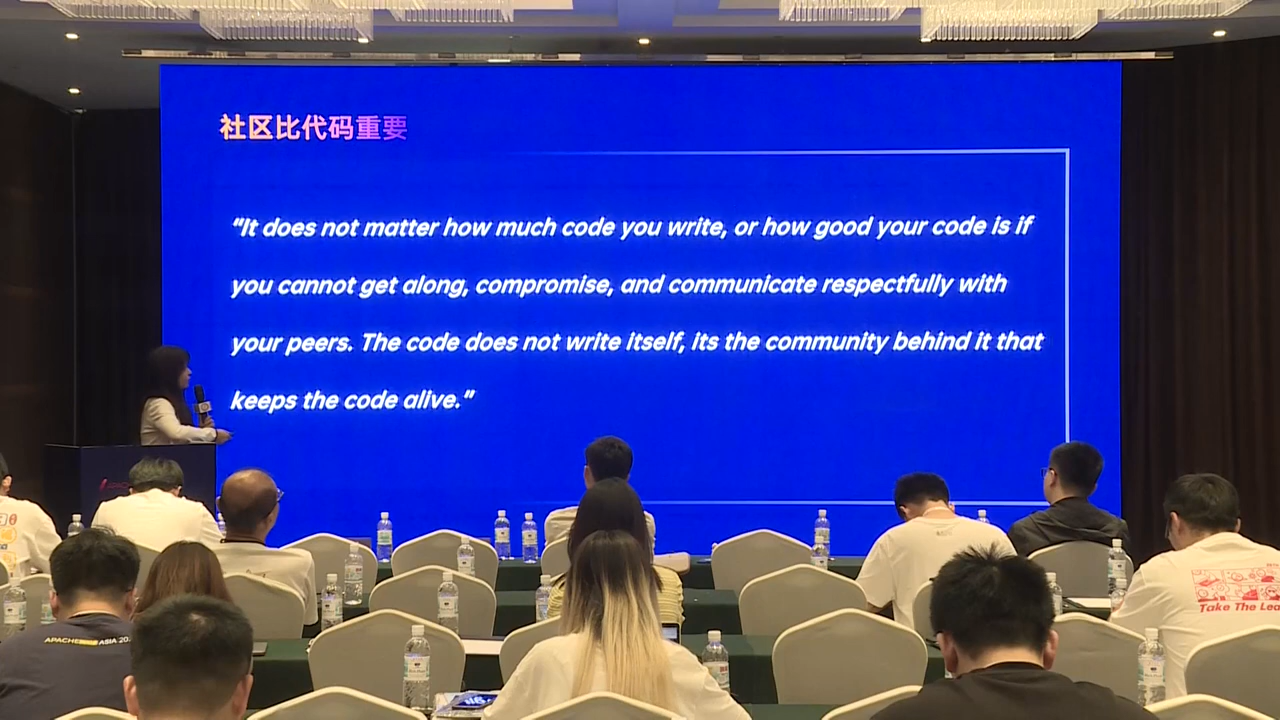 社区比代码重要
"It does not matter how much code you write, or how good your code is if
you cannot get along, compromise, and communicate respectfully with
your peers. The code does not write itself, its the community behind it that
keeps the code alive."
APACHE
ASIA
Take The